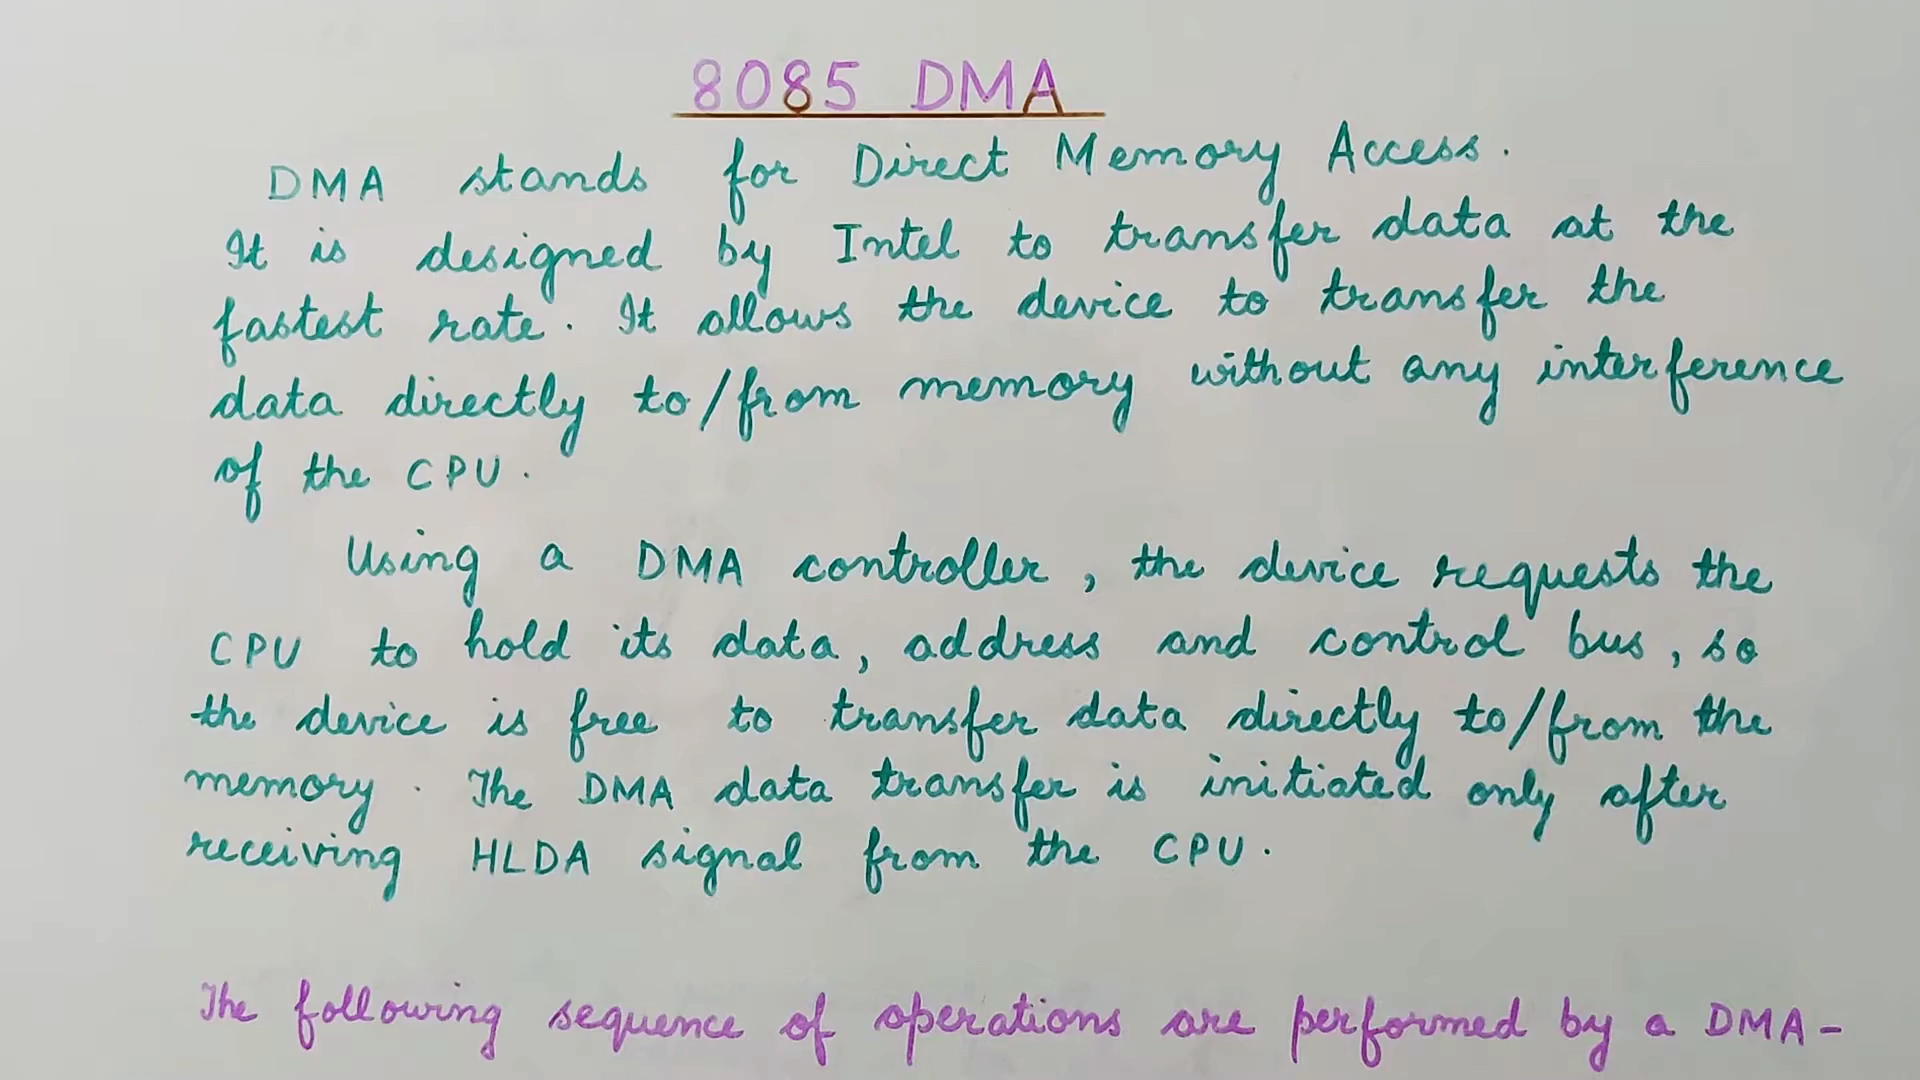 8085 DMA
DMA stands for Direct Memory Access.
It is designed by Intel to transfer data at the
fastest rate. It allows the device to transfer the
data directly to/from memory without any interference
of the CPU.
Using a DMA controller, the device requests the
CPU to hold its data, address and control bus, so
the device is free to transfer data directly to/from the
memory. The DMA data transfer is initiated only after
receiving HLDA signal from the CPU.
The following sequence of operations are performed by a DMA-